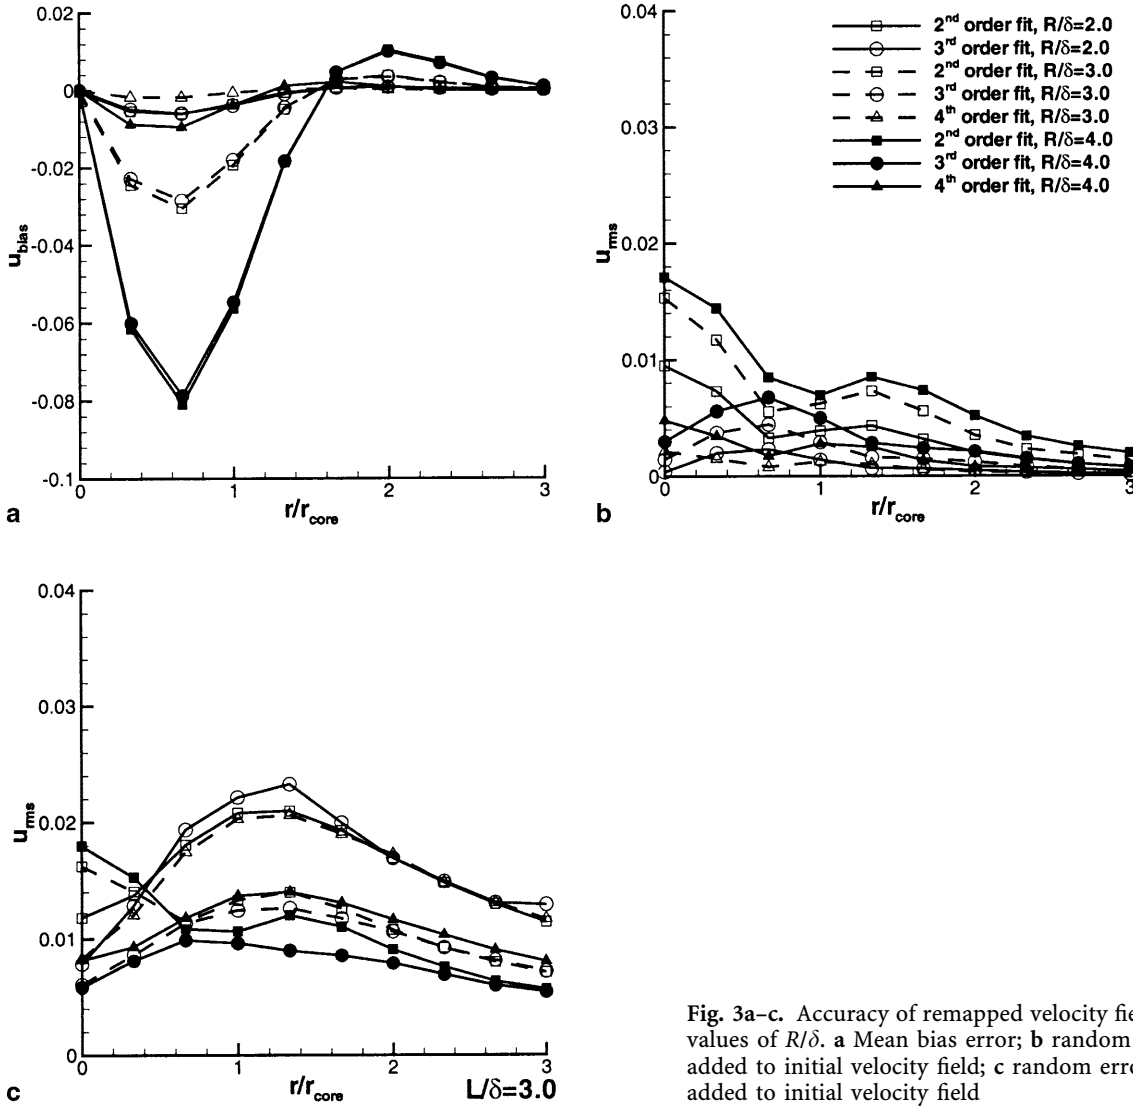 0.02
0
-0.02
-0.04
-0.06
-0.08
-0.1
u_bias
0 1 2 3
r/r_core
a
0.04
0.03
0.02
0.01
0
u_rms
0 1 2 3
r/r_core
b
2nd order fit, R/δ=2.0
3rd order fit, R/δ=2.0
2nd order fit, R/δ=3.0
3rd order fit, R/δ=3.0
4th order fit, R/δ=3.0
2nd order fit, R/δ=4.0
3rd order fit, R/δ=4.0
4th order fit, R/δ=4.0
0.04
0.03
0.02
0.01
0
u_rms
0 1 2 3
r/r_core
L/δ=3.0
c
Fig. 3a–c. Accuracy of remapped velocity fie
values of R/δ. a Mean bias error; b random
added to initial velocity field; c random erro
added to initial velocity field